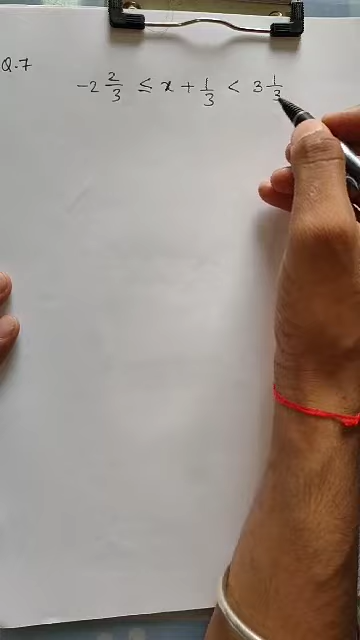 Q.7
-2 2/3 ≤ x + 1/3 < 3 1/3